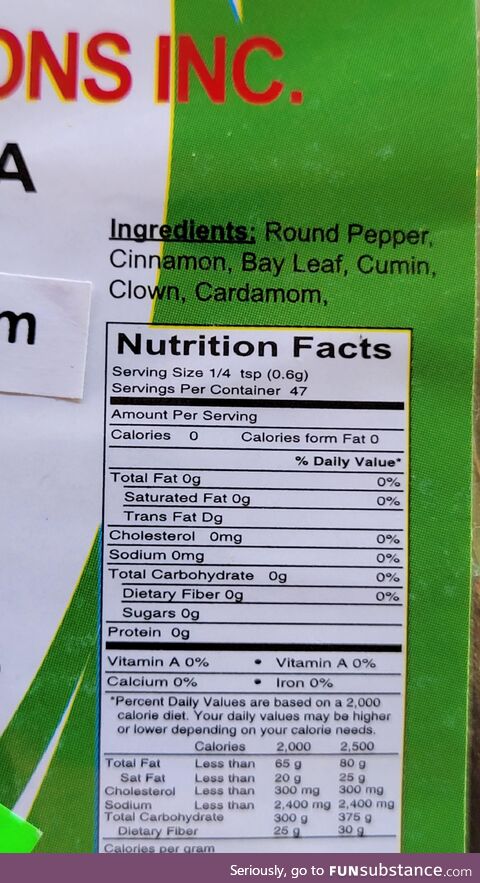 ONS INC.
A
m
Ingredients: Round Pepper,
Cinnamon, Bay Leaf, Cumin,
Clown, Cardamom,
Nutrition Facts
Serving Size 1/4 tsp (0.6g)
Servings Per Container 47
Amount Per Serving
Calories 0 Calories form Fat 0
% Daily Value*
Total Fat 0g 0%
Saturated Fat 0g 0%
Trans Fat Dg
Cholesterol 0mg 0%
Sodium 0mg 0%
Total Carbohydrate 0g 0%
Dietary Fiber 0g 0%
Sugars 0g
Protein 0g
Vitamin A 0% • Vitamin A 0%
Calcium 0% • Iron 0%
*Percent Daily Values are based on a 2,000
calorie diet. Your daily values may be higher
or lower depending on your calorie needs.
Calories 2,000 2,500
Total Fat Less than 65 g 80 g
Sat Fat Less than 20 g 25 g
Cholesterol Less than 300 mg 300 mg
Sodium Less than 2,400 mg 2,400 mg
Total Carbohydrate 300 g 375 g
Dietary Fiber 25 g 30 g
Calories per gram
Seriously, go to FUNsubstance.com